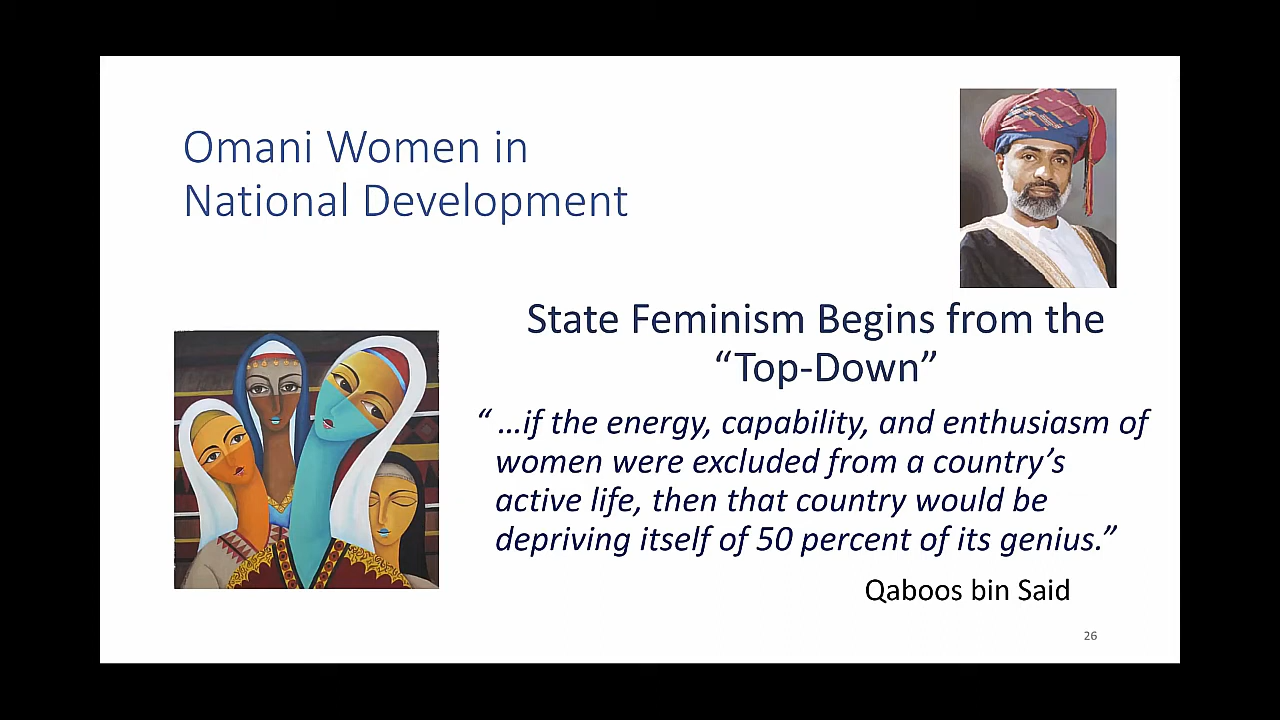 Omani Women in
National Development
State Feminism Begins from the
“Top-Down”
“ …if the energy, capability, and enthusiasm of
women were excluded from a country’s
active life, then that country would be
depriving itself of 50 percent of its genius.”
Qaboos bin Said
26